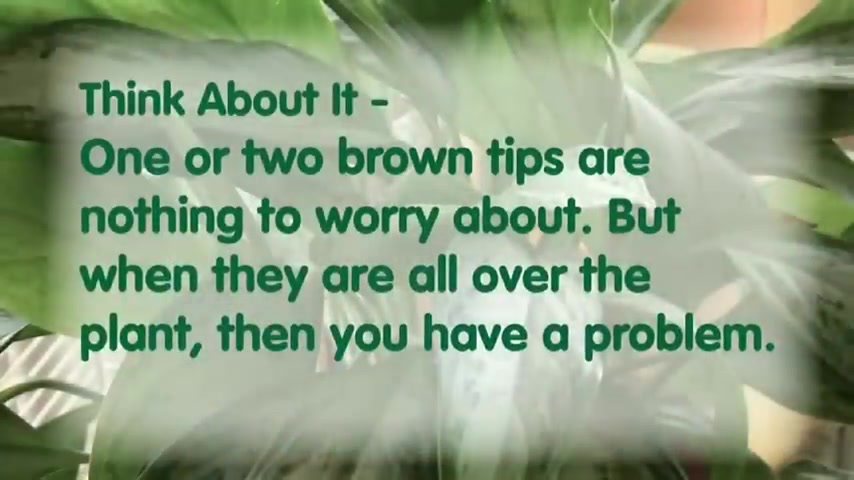 Think About It -
One or two brown tips are
nothing to worry about. But
when they are all over the
plant, then you have a problem.